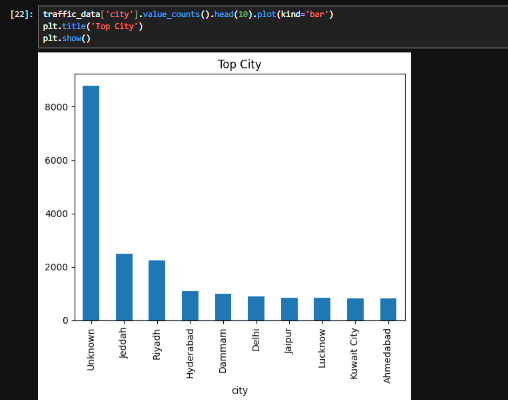 [22]:
traffic_data['city'].value_counts().head(10).plot(kind='bar')
plt.title('Top City')
plt.show()
Top City
8000
6000
4000
2000
0
Unknown
Jeddah
Riyadh
Hyderabad
Dammam
Delhi
Jaipur
Lucknow
Kuwait City
Ahmedabad
city